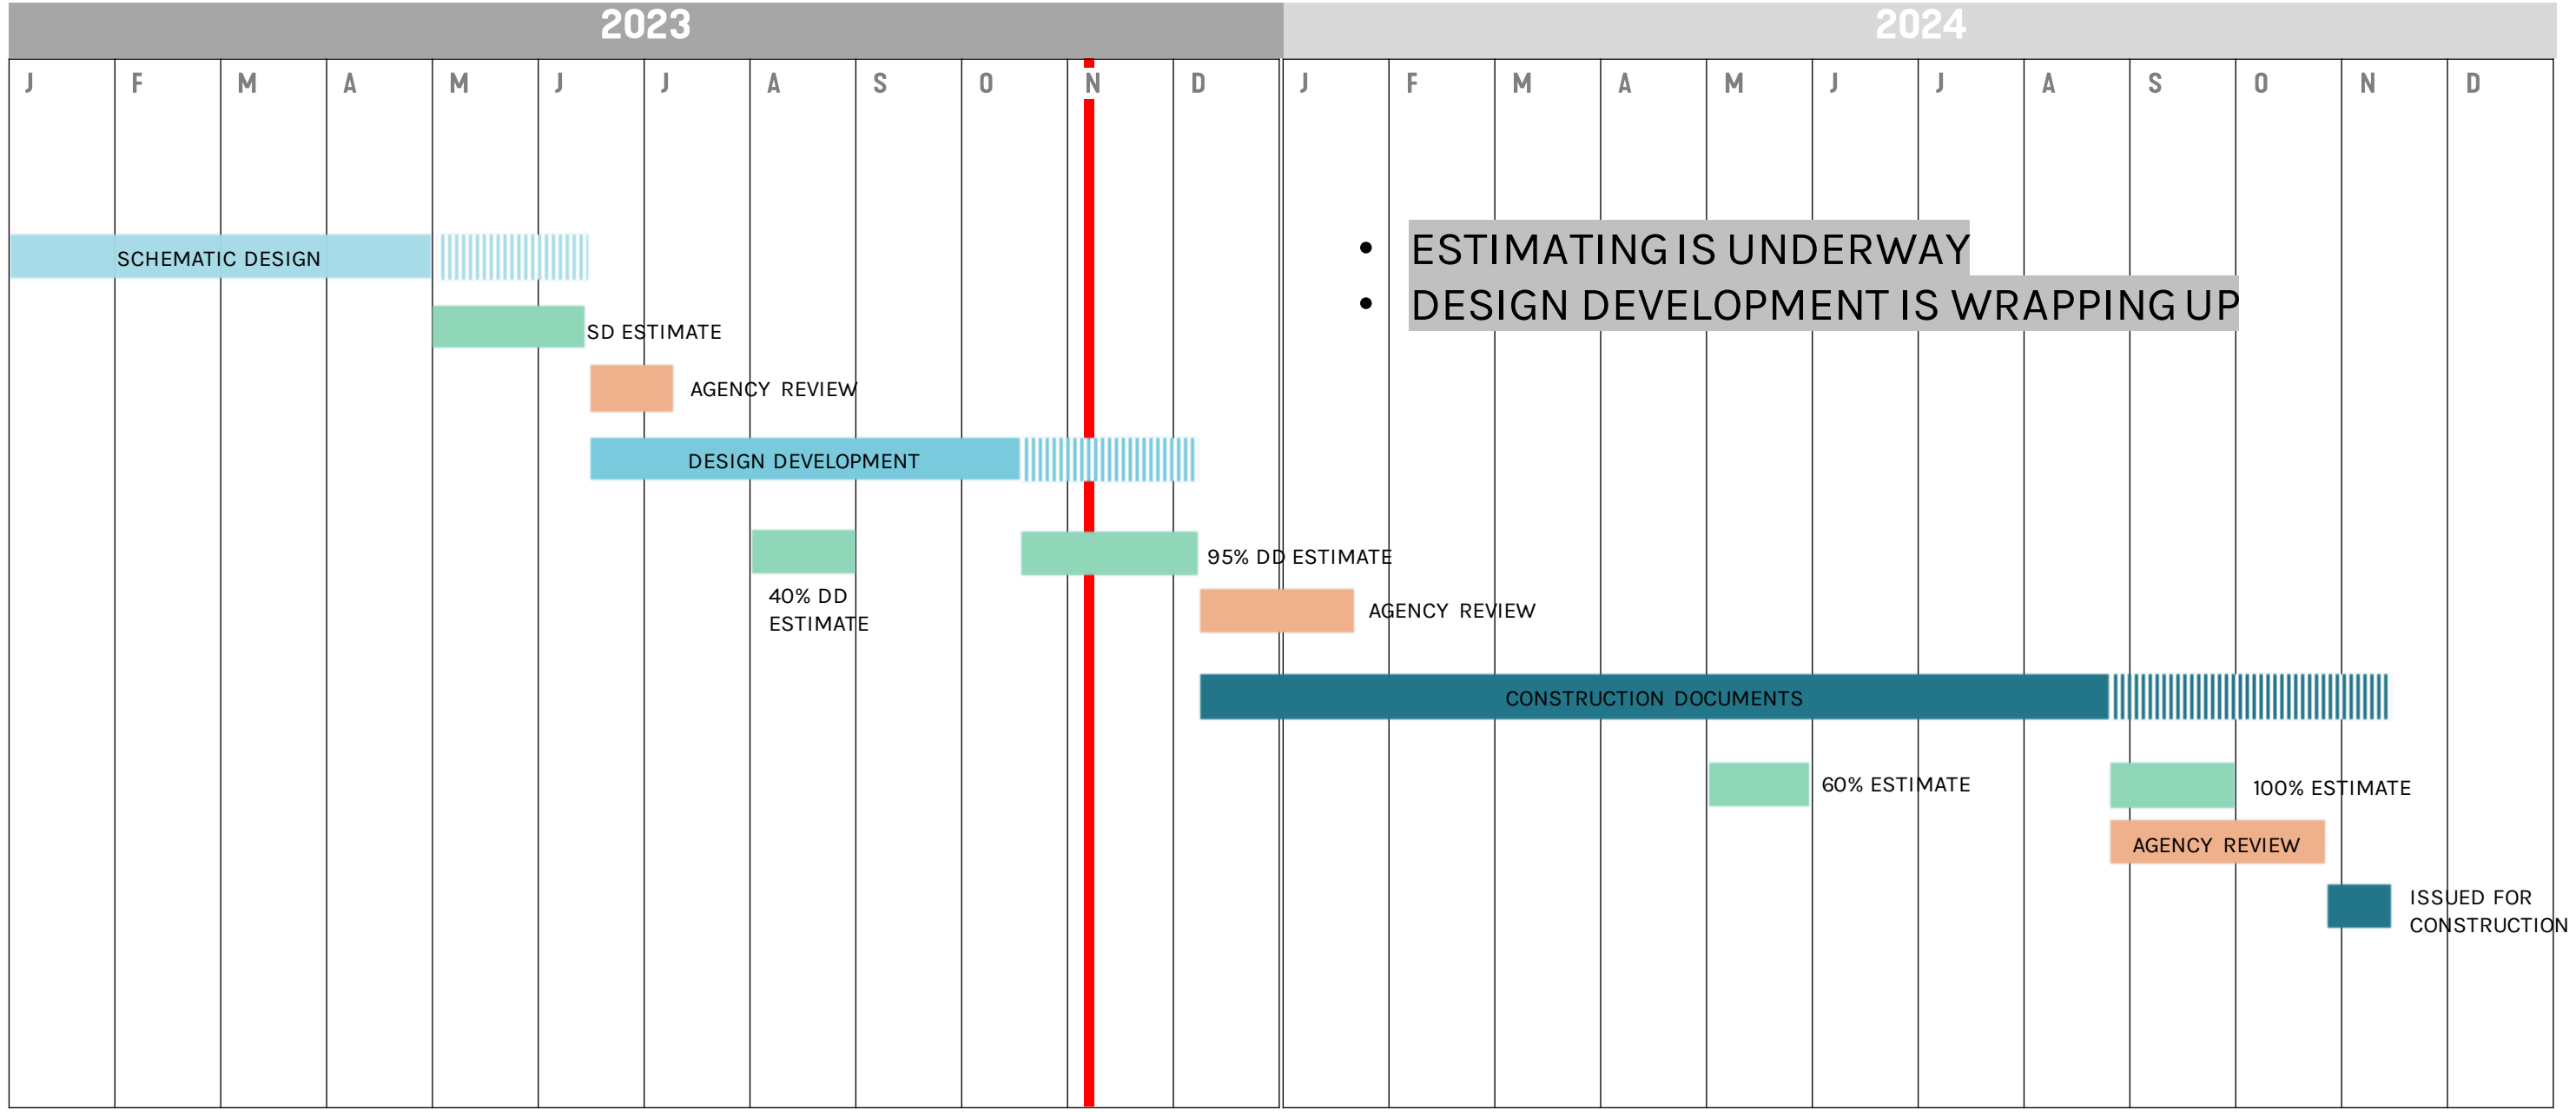 2023 2024
J F M A M J J A S O N D J F M A M J J A S O N D
• ESTIMATING IS UNDERWAY
• DESIGN DEVELOPMENT IS WRAPPING UP
SCHEMATIC DESIGN
SD ESTIMATE
AGENCY REVIEW
DESIGN DEVELOPMENT
95% DD ESTIMATE
40% DD
ESTIMATE
AGENCY REVIEW
CONSTRUCTION DOCUMENTS
60% ESTIMATE
100% ESTIMATE
AGENCY REVIEW
ISSUED FOR
CONSTRUCTION